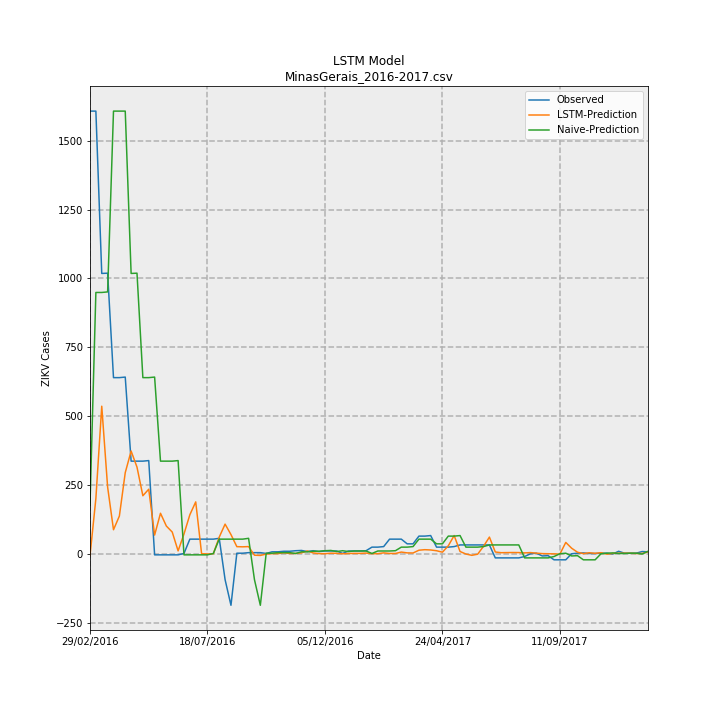 LSTM Model
MinasGerais_2016-2017.csv
Observed
LSTM-Prediction
Naive-Prediction
1500
1250
1000
750
500
250
0
−250
ZIKV Cases
29/02/2016
18/07/2016
05/12/2016
24/04/2017
11/09/2017
Date